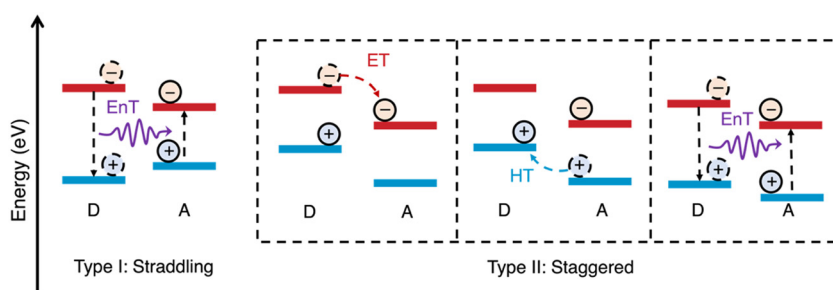 Energy (eV)
EnT
D
A
Type I: Straddling
ET
D
A
HT
D
A
EnT
D
A
Type II: Staggered